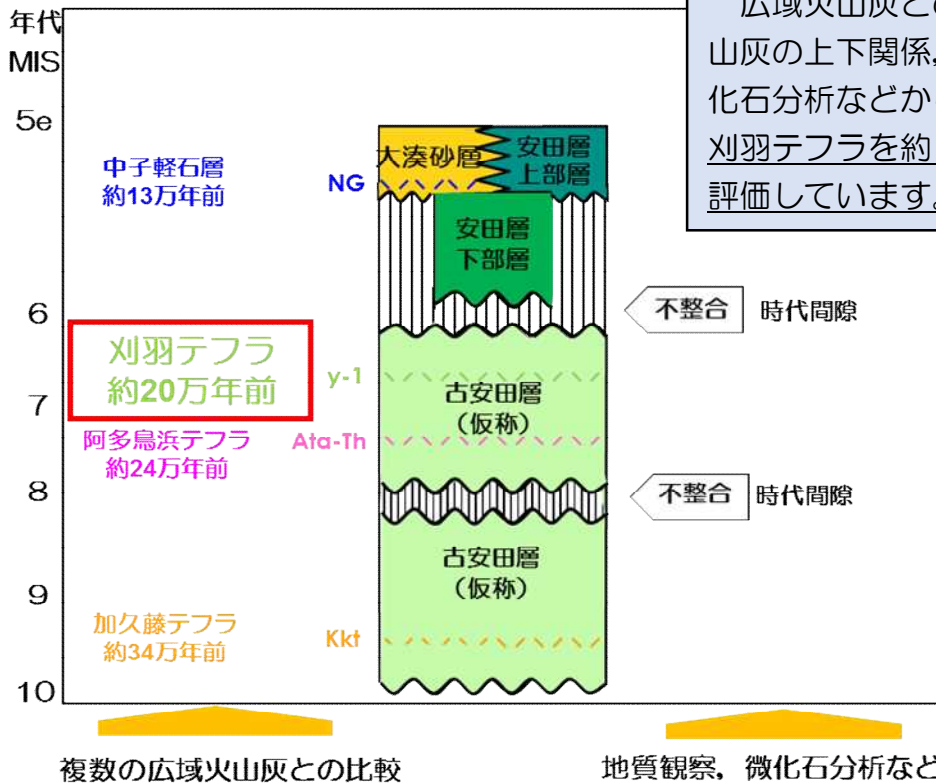 年代
MIS
5e
6
7
8
9
10
中子軽石層
約13万年前
刈羽テフラ
約20万年前
阿多鳥浜テフラ
約24万年前
加久藤テフラ
約34万年前
NG
y-1
Ata-Th
Kkt
大湊砂層
安田層
上部層
安田層
下部層
古安田層
(仮称)
古安田層
(仮称)
不整合
時代間隙
不整合
時代間隙
広域火山灰と
山灰の上下関係,
化石分析などか
刈羽テフラを約
評価しています。
複数の広域火山灰との比較
地質観察, 微化石分析など